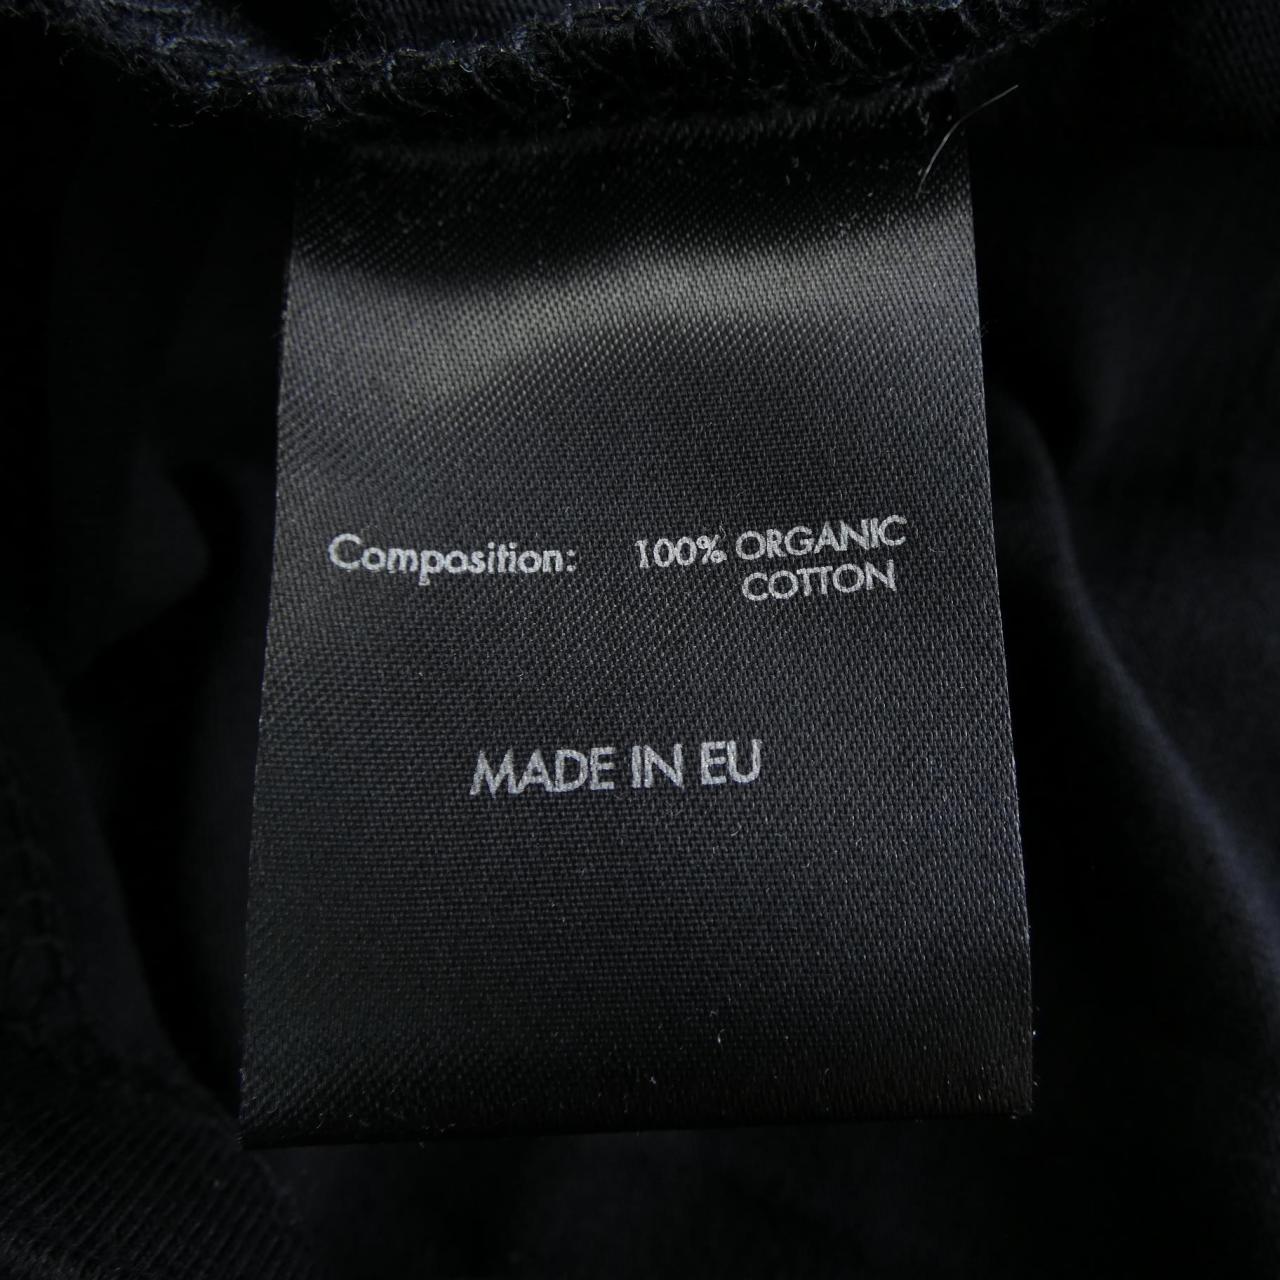 Composition: 100% ORGANIC
COTTON
MADE IN EU